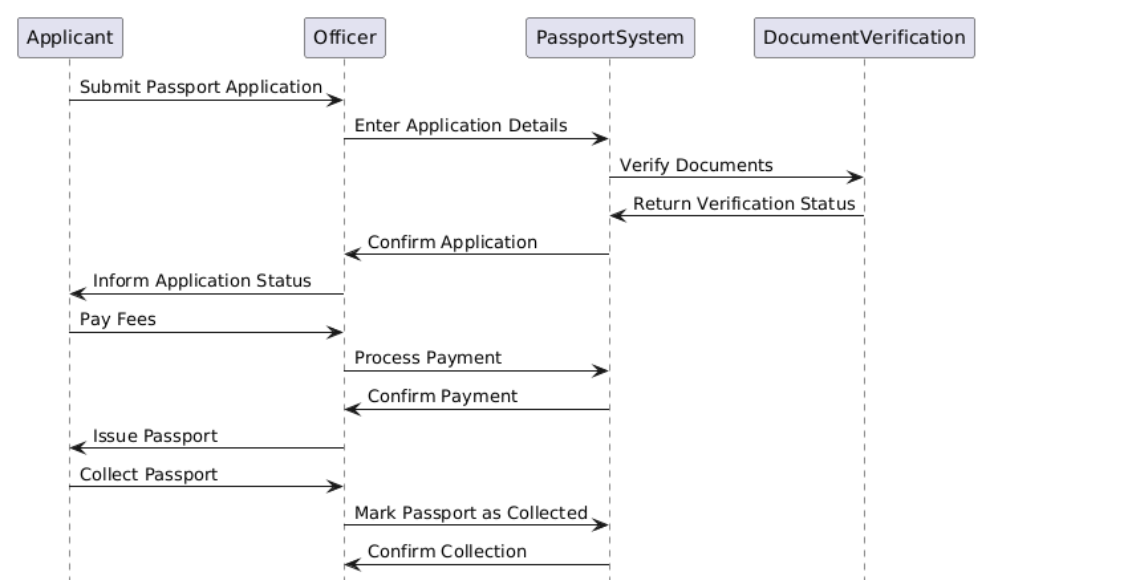 Applicant
Officer
PassportSystem
DocumentVerification
Submit Passport Application
Enter Application Details
Verify Documents
Return Verification Status
Confirm Application
Inform Application Status
Pay Fees
Process Payment
Confirm Payment
Issue Passport
Collect Passport
Mark Passport as Collected
Confirm Collection